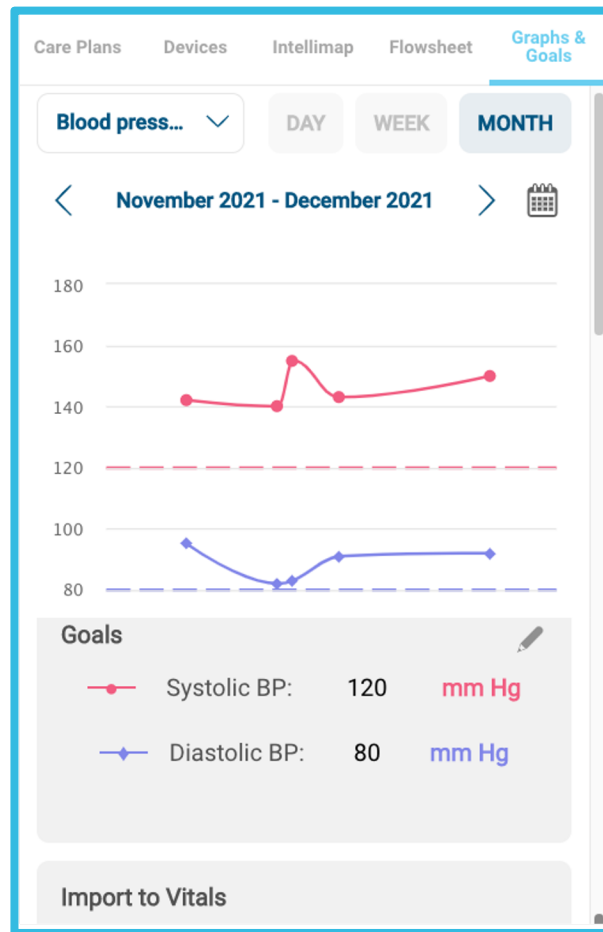 Care Plans Devices Intellimap Flowsheet Graphs & Goals
Blood press... DAY WEEK MONTH
November 2021 - December 2021
180
160
140
120
100
80
Goals
Systolic BP: 120 mm Hg
Diastolic BP: 80 mm Hg
Import to Vitals